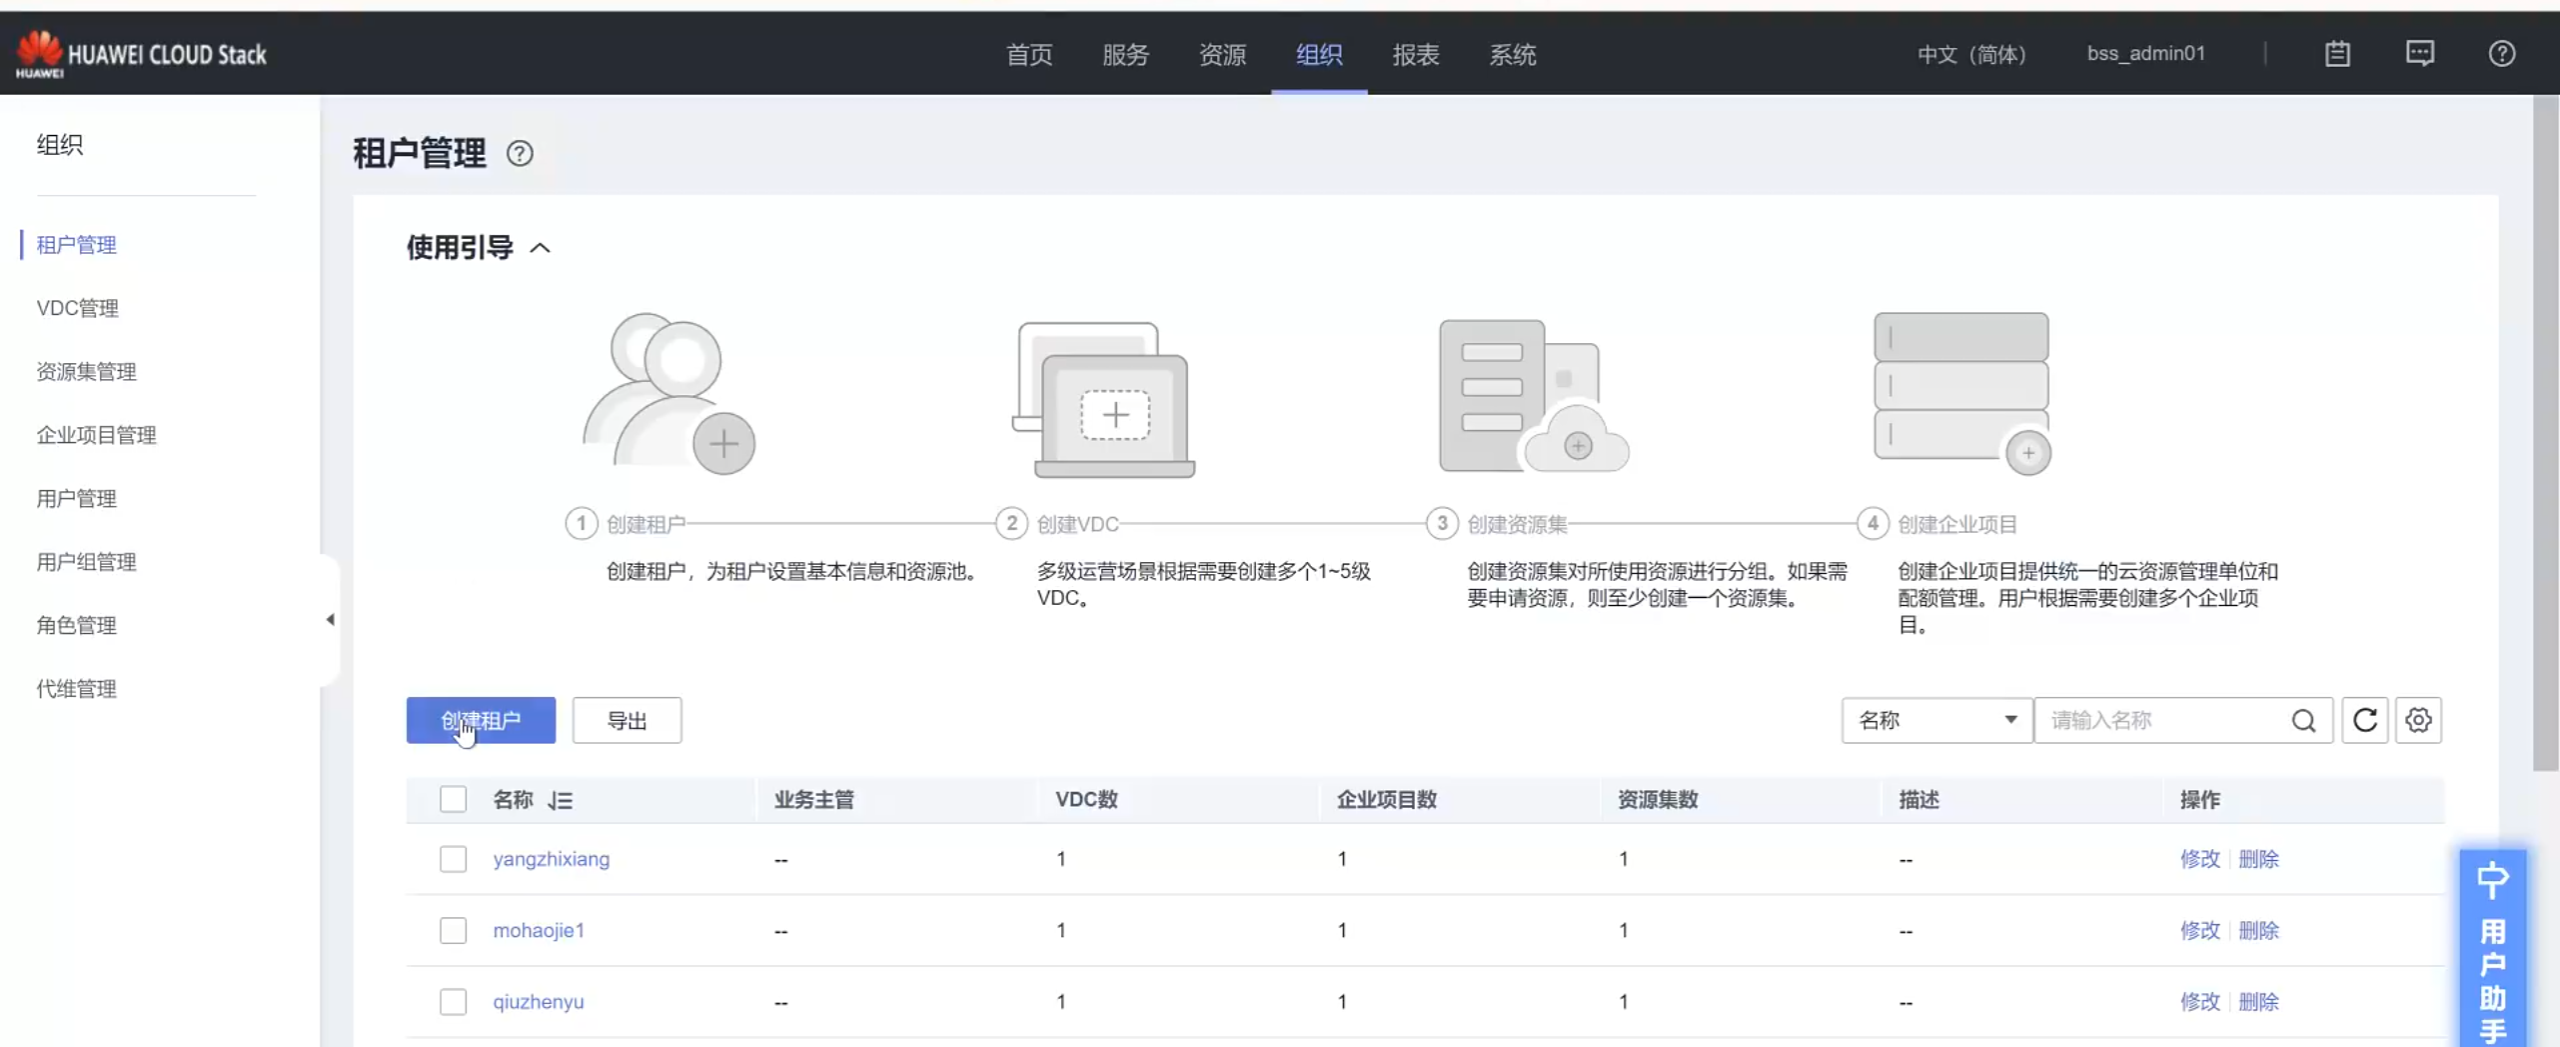 HUAWEI
HUAWEI CLOUD Stack
首页 服务 资源 组织 报表 系统
中文（简体） bss_admin01
组织
租户管理
VDC管理
资源集管理
企业项目管理
用户管理
用户组管理
角色管理
代维管理
租户管理
使用引导
1 创建租户
创建租户，为租户设置基本信息和资源池。
2 创建VDC
多级运营场景根据需要创建多个1~5级
VDC。
3 创建资源集
创建资源集对所使用资源进行分组。如果需
要申请资源，则至少创建一个资源集。
4 创建企业项目
创建企业项目提供统一的云资源管理单位和
配额管理。用户根据需要创建多个企业项
目。
创建租户 导出 名称 请输入名称
名称 业务主管 VDC数 企业项目数 资源集数 描述 操作
yangzhixiang -- 1 1 1 -- 修改 删除
mohaojie1 -- 1 1 1 -- 修改 删除
qiuzhenyu -- 1 1 1 -- 修改 删除
用户助手